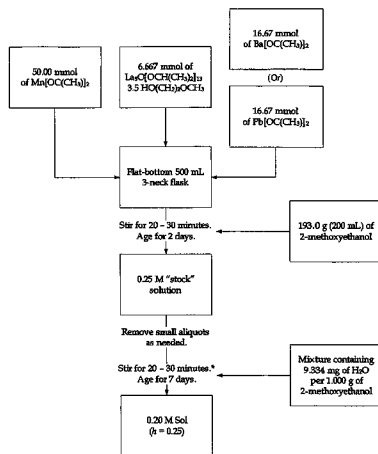 16.67 mmol
of Ba[OC(CH₃)]₂
(Or)
16.67 mmol
of Pb[OC(CH₃)]₂
6.667 mmol of
La₅O[OCH(CH₃)₂]₁₃
3.5 HO(CH₃)₂OCH₃
50.00 mmol
of Mn[OC(CH₃)]₂
Flat-bottom 500 mL
3-neck flask
Stir for 20 – 30 minutes.
Age for 2 days.
193.0 g (200 mL) of
2-methoxyethanol
0.25 M "stock"
solution
Remove small aliquots
as needed.
Stir for 20 – 30 minutes.*
Age for 7 days.
Mixture containing
9.334 mg of H₂O
per 1.000 g of
2-methoxyethanol
0.20 M Sol
(h = 0.25)